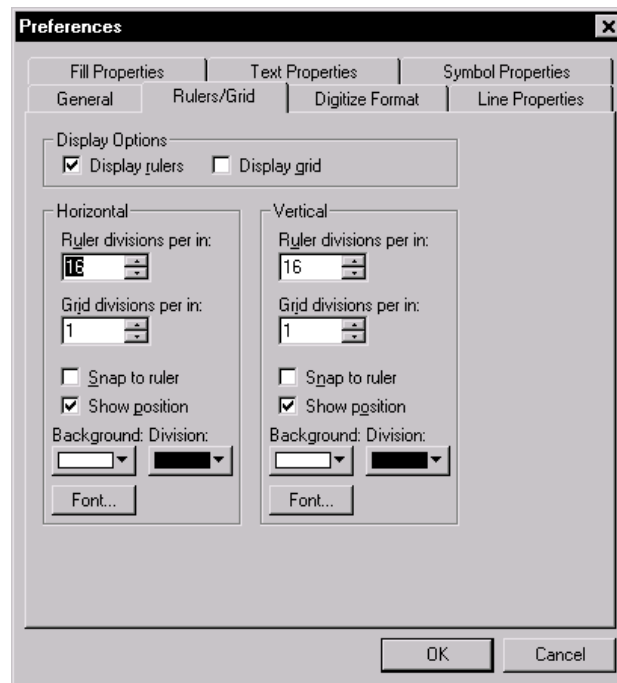 Preferences
Fill Properties Text Properties Symbol Properties
General Rulers/Grid Digitize Format Line Properties
Display Options
Display rulers Display grid
Horizontal
Ruler divisions per in:
16
Grid divisions per in:
1
Snap to ruler
Show position
Background: Division:
Font...
Vertical
Ruler divisions per in:
16
Grid divisions per in:
1
Snap to ruler
Show position
Background: Division:
Font...
OK Cancel